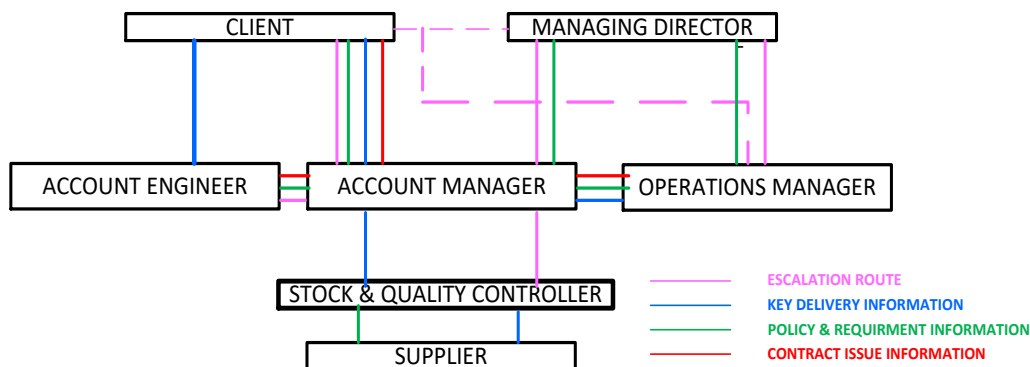 CLIENT
MANAGING DIRECTOR
ACCOUNT ENGINEER
ACCOUNT MANAGER
OPERATIONS MANAGER
STOCK & QUALITY CONTROLLER
SUPPLIER
ESCALATION ROUTE
KEY DELIVERY INFORMATION
POLICY & REQUIRMENT INFORMATION
CONTRACT ISSUE INFORMATION